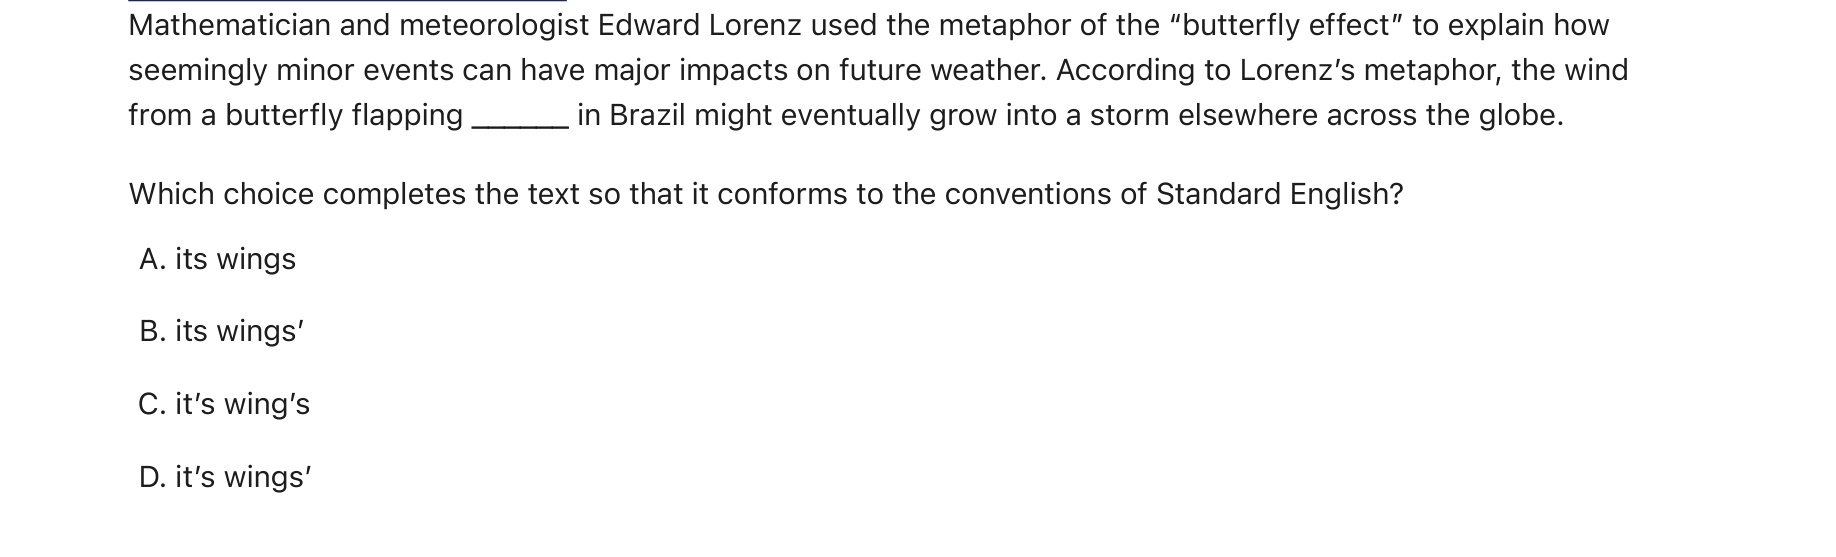 Mathematician and meteorologist Edward Lorenz used the metaphor of the “butterfly effect” to explain how
seemingly minor events can have major impacts on future weather. According to Lorenz’s metaphor, the wind
from a butterfly flapping ______ in Brazil might eventually grow into a storm elsewhere across the globe.
Which choice completes the text so that it conforms to the conventions of Standard English?
A. its wings
B. its wings’
C. it’s wing’s
D. it’s wings’